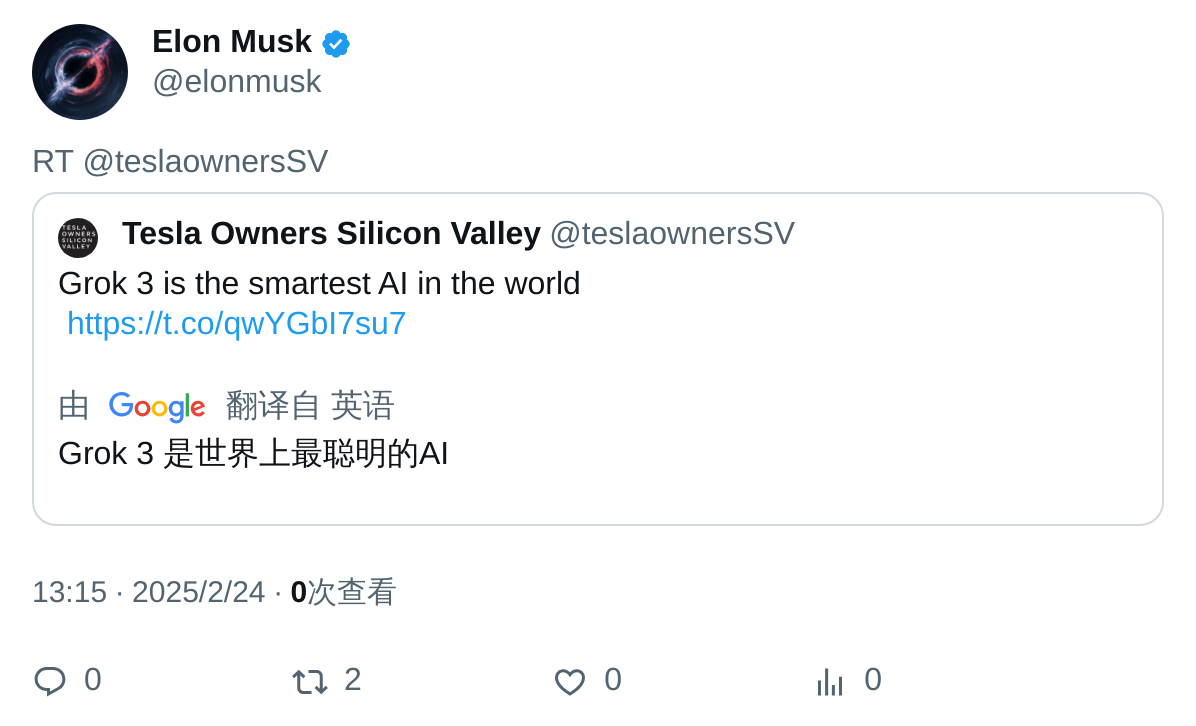 Elon Musk
@elonmusk
RT @teslaownersSV
TESLA
OWNERS
SILICON
VALLEY
Tesla Owners Silicon Valley @teslaownersSV
Grok 3 is the smartest AI in the world
https://t.co/qwYGbI7su7
由 Google 翻译自 英语
Grok 3 是世界上最聪明的AI
13:15 · 2025/2/24 · 0次查看
0 2 0 0